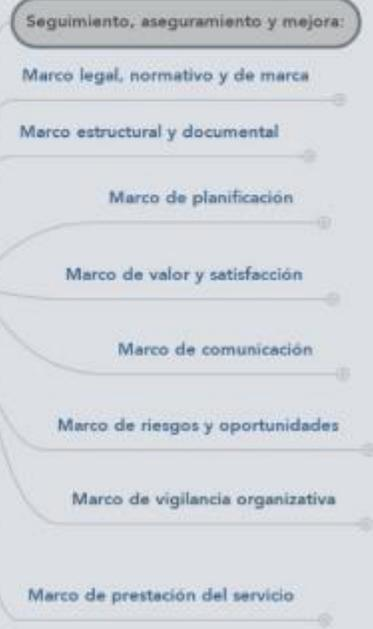 Seguimiento, aseguramiento y mejora:
Marco legal, normativo y de marca
Marco estructural y documental
Marco de planificación
Marco de valor y satisfacción
Marco de comunicación
Marco de riesgos y oportunidades
Marco de vigilancia organizativa
Marco de prestación del servicio